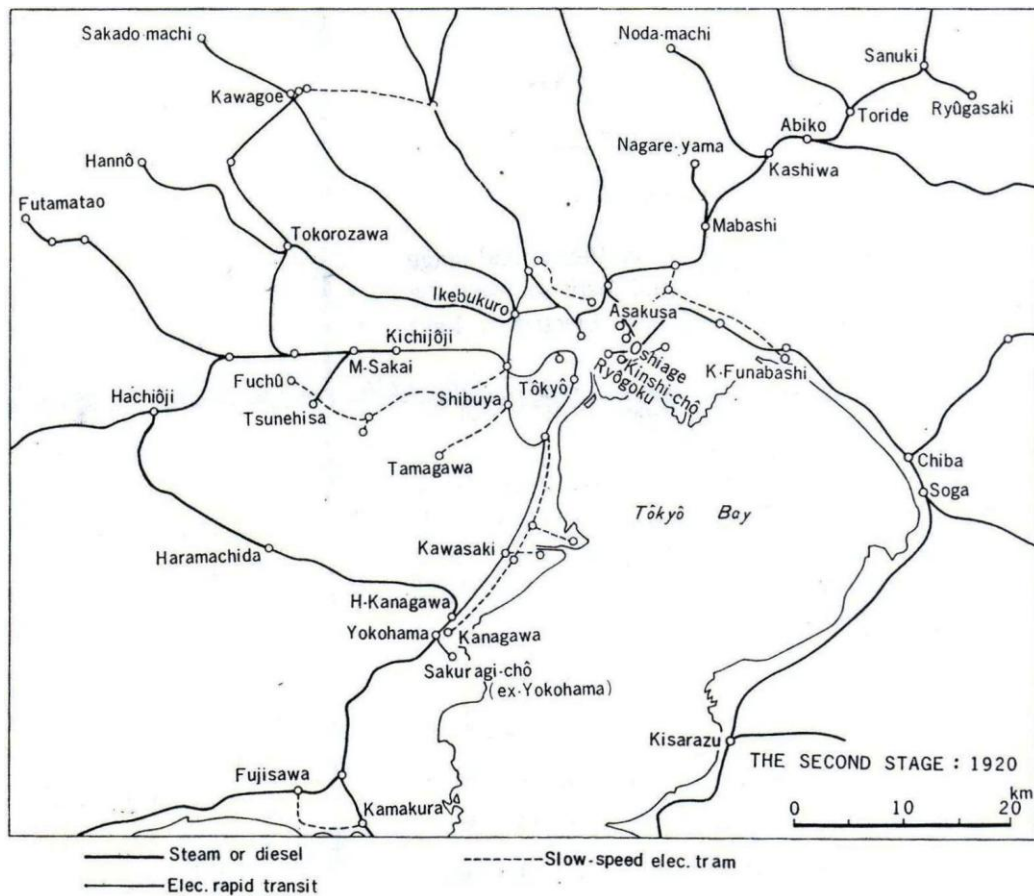 Sakado-machi
Noda-machi
Sanuki
Kawagoe
Ryûgasaki
Toride
Abiko
Hannô
Nagare-yama
Kashiwa
Futamatao
Mabashi
Tokorozawa
Ikebukuro
Asakusa
Kichijôji
Oshiage
M-Sakai
Kinshi-chô
K-Funabashi
Fuchû
Ryôgoku
Tôkyô
Hachiôji
Shibuya
Tsunehisa
Tamagawa
Chiba
Soga
Tôkyô Bay
Haramachida
Kawasaki
H-Kanagawa
Yokohama
Kanagawa
Sakuragi-chô
(ex-Yokohama)
Kisarazu
THE SECOND STAGE : 1920
Fujisawa
Kamakura
km
0 10 20
Steam or diesel
Slow-speed elec. tram
Elec. rapid transit